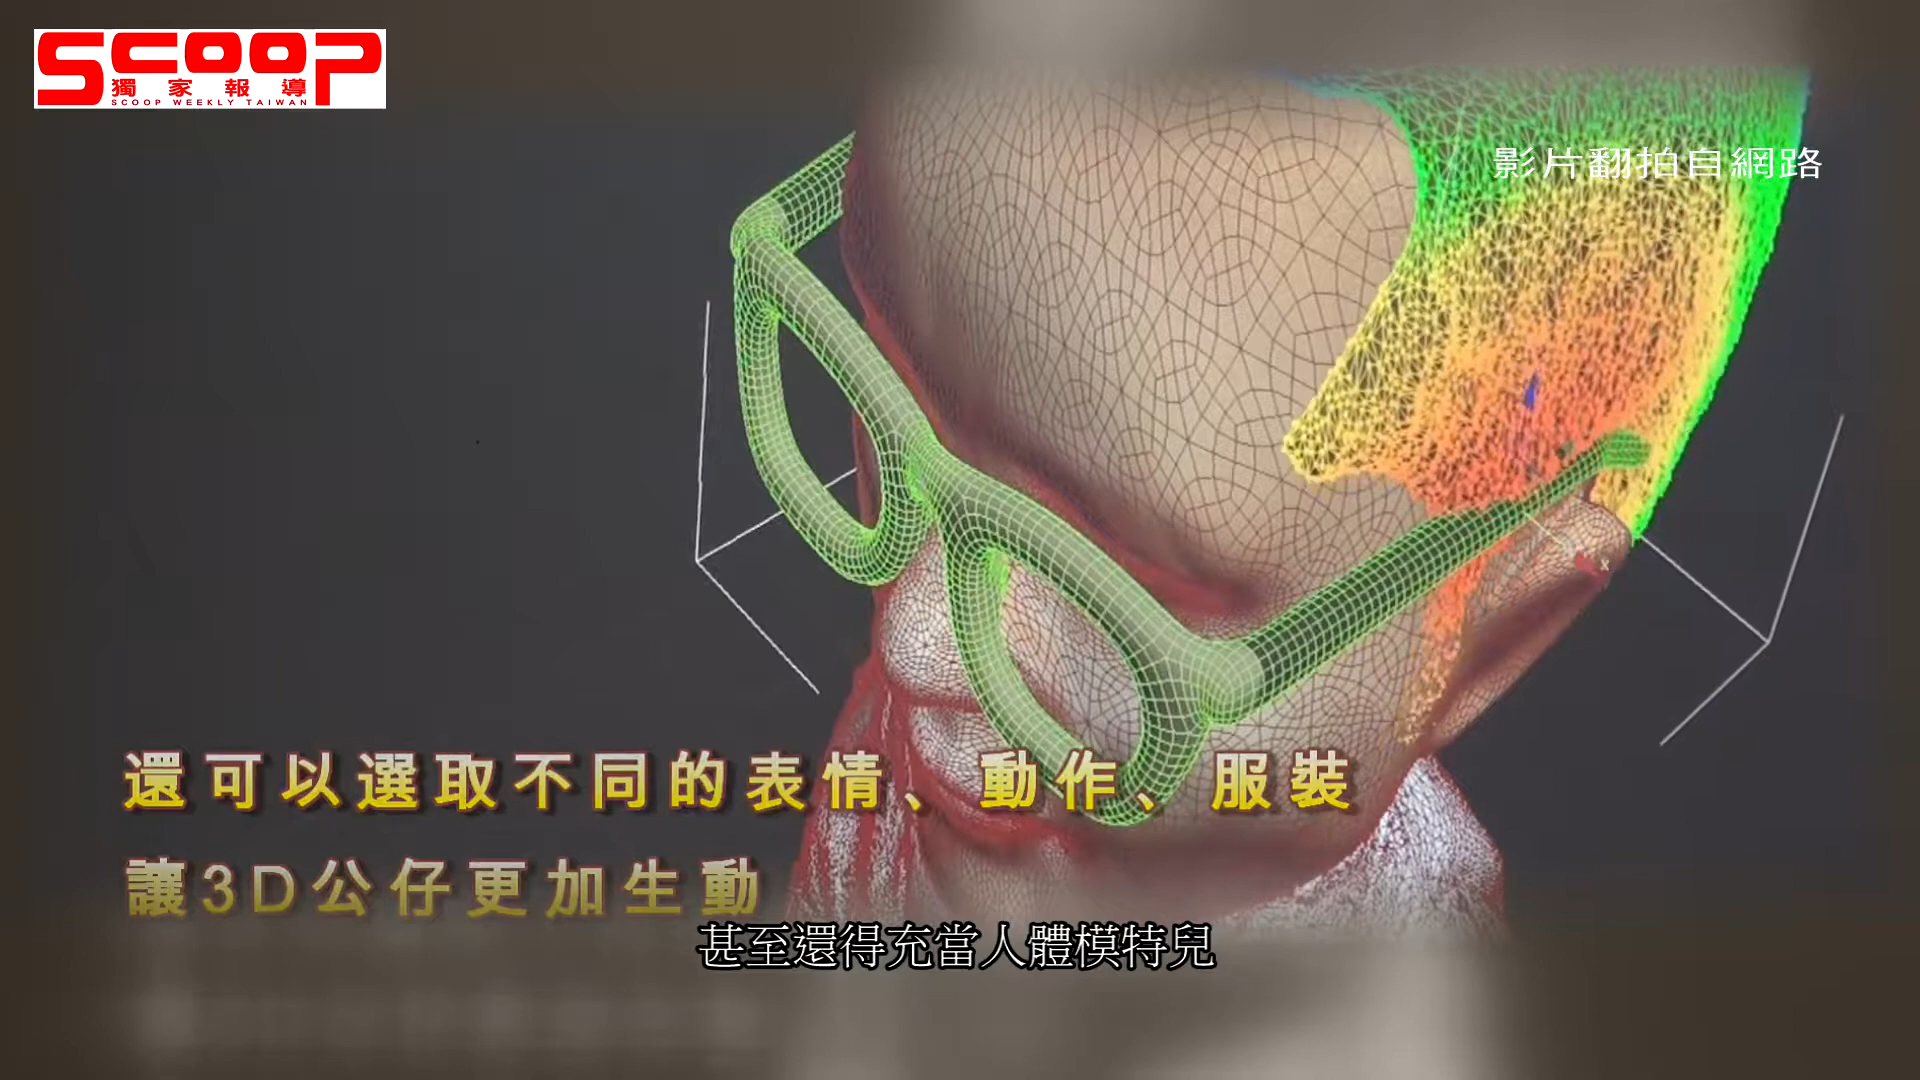 SCOOP
獨家報導
SCOOP WEEKLY TAIWAN
影片翻拍自網路
還可以選取不同的表情、動作、服裝
讓3D公仔更加生動
甚至還得充當人體模特兒
x